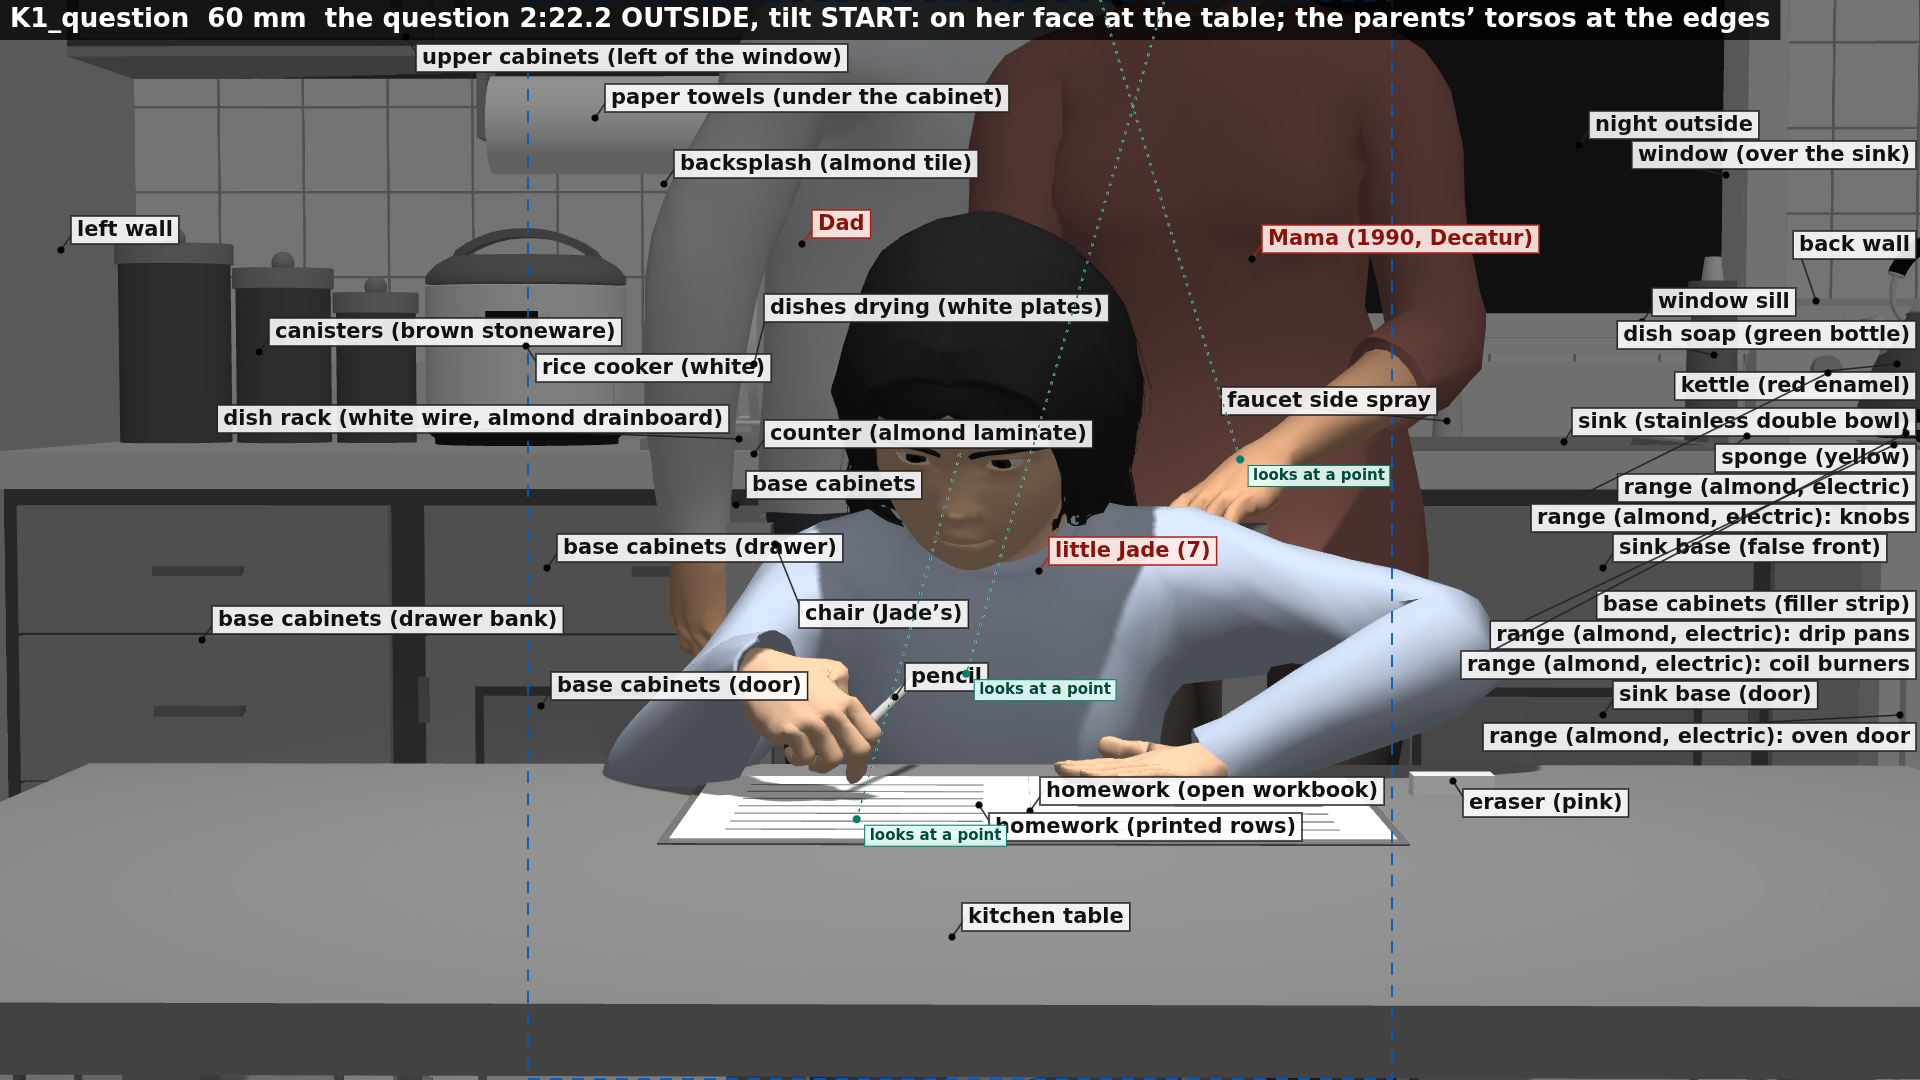 K1_question  60 mm  the question 2:22.2 OUTSIDE, tilt START: on her face at the table; the parents’ torsos at the edges
upper cabinets (left of the window)
paper towels (under the cabinet)
night outside
window (over the sink)
backsplash (almond tile)
left wall
Dad
Mama (1990, Decatur)
back wall
dishes drying (white plates)
window sill
canisters (brown stoneware)
dish soap (green bottle)
rice cooker (white)
kettle (red enamel)
faucet side spray
dish rack (white wire, almond drainboard)
sink (stainless double bowl)
counter (almond laminate)
sponge (yellow)
looks at a point
base cabinets
range (almond, electric)
range (almond, electric): knobs
base cabinets (drawer)
little Jade (7)
sink base (false front)
base cabinets (filler strip)
chair (Jade’s)
base cabinets (drawer bank)
range (almond, electric): drip pans
range (almond, electric): coil burners
pencil
base cabinets (door)
looks at a point
sink base (door)
range (almond, electric): oven door
homework (open workbook)
eraser (pink)
homework (printed rows)
looks at a point
kitchen table